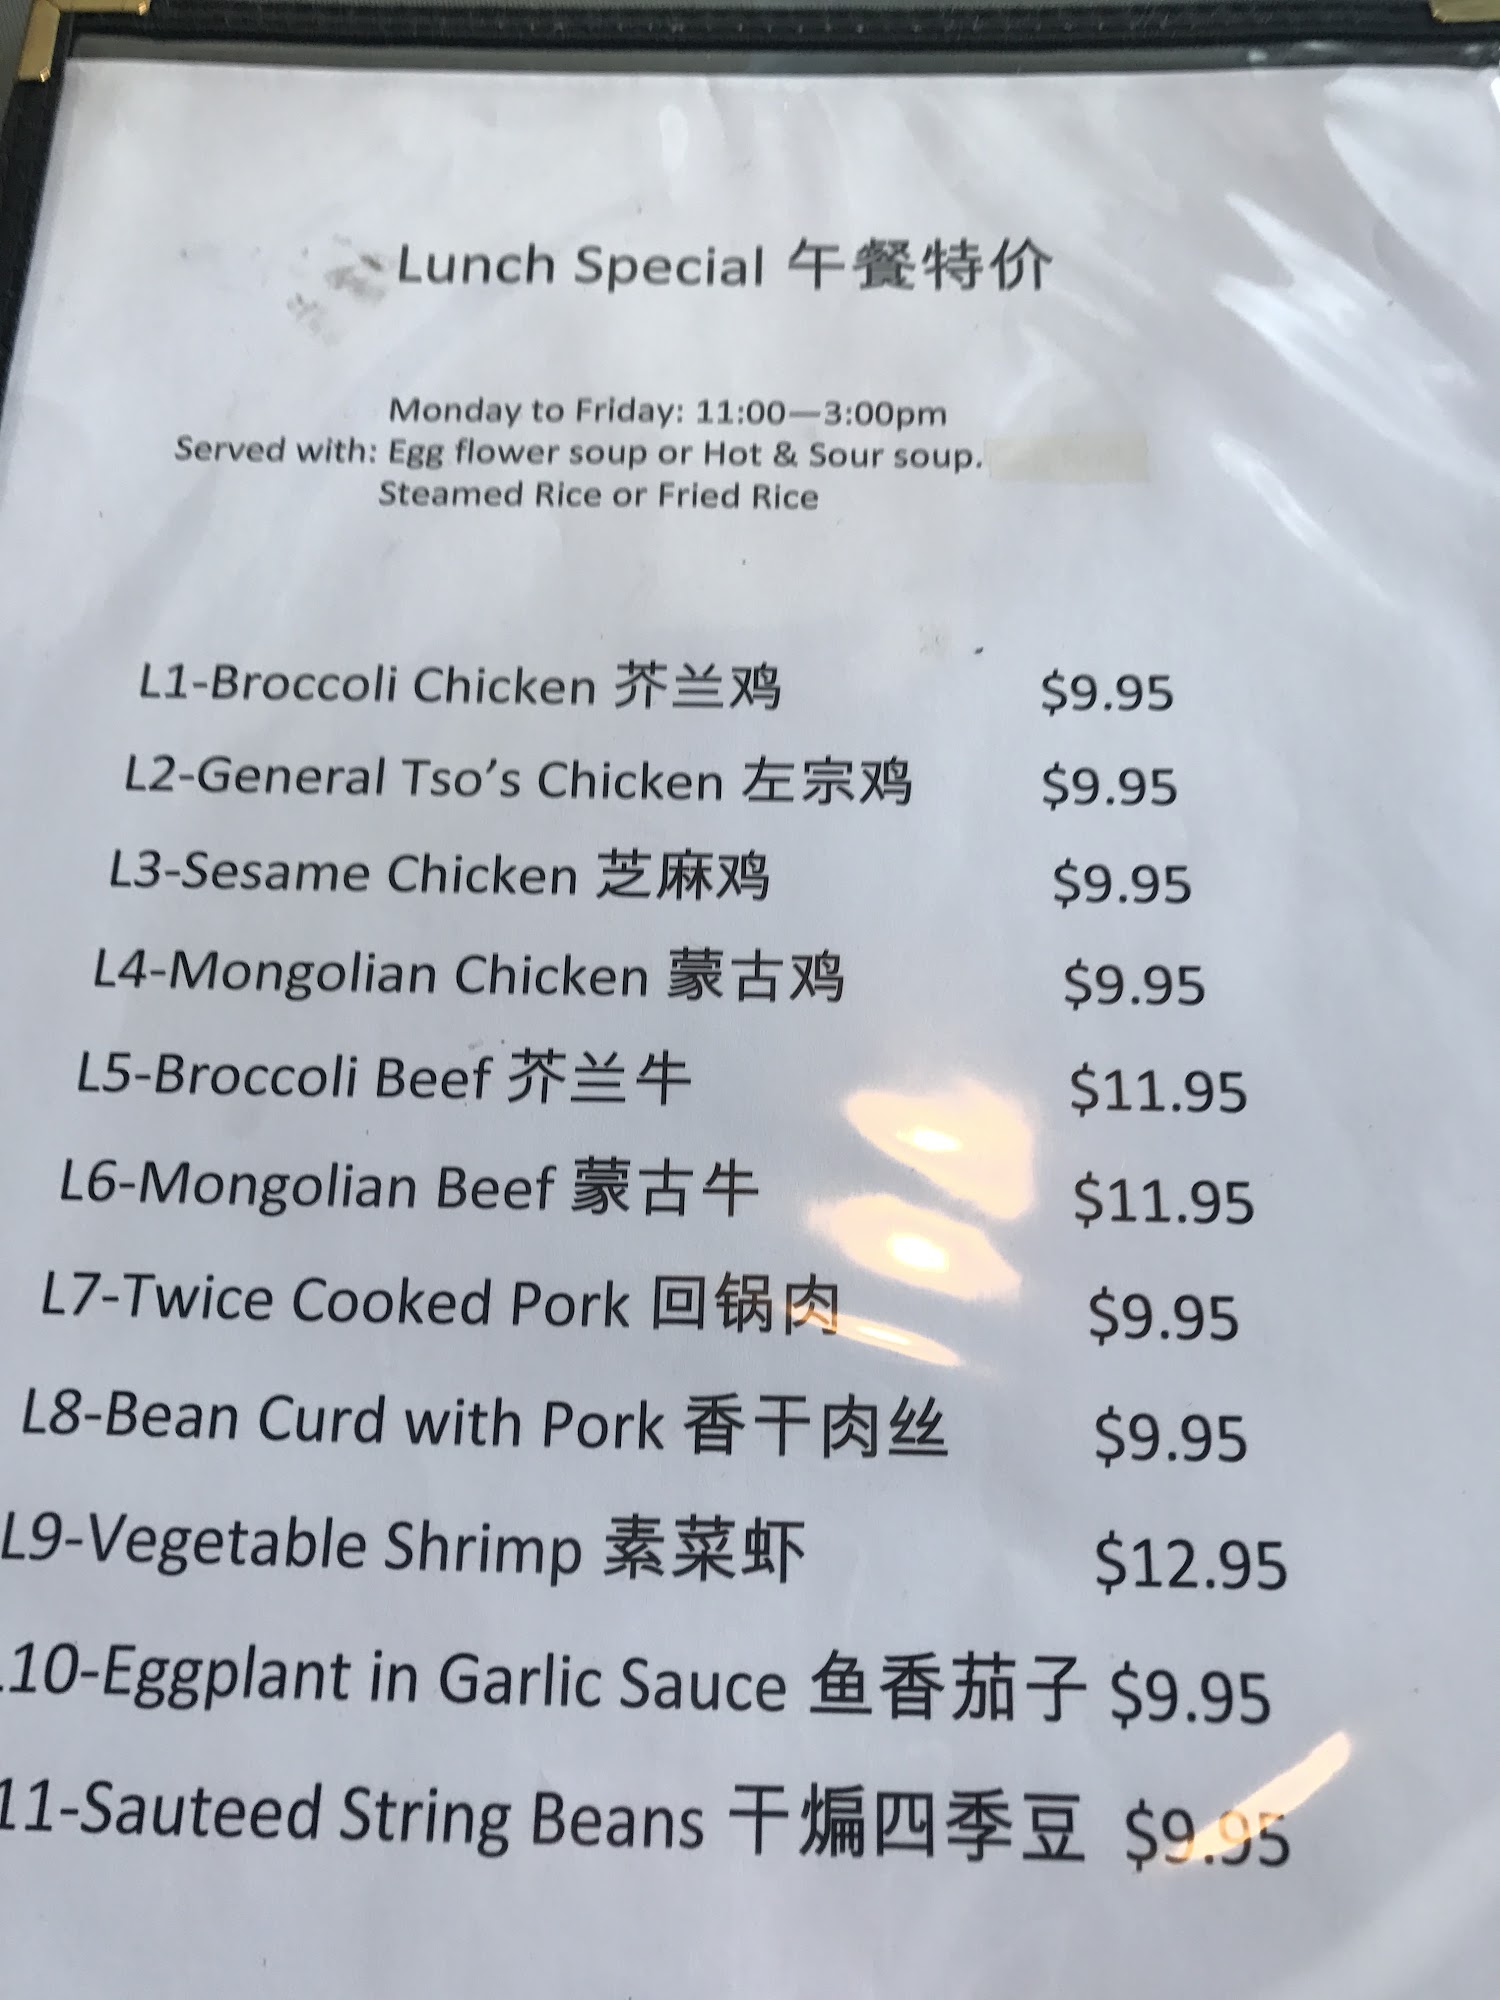 Lunch Special 午餐特价
Monday to Friday: 11:00—3:00pm
Served with: Egg flower soup or Hot & Sour soup.
Steamed Rice or Fried Rice
L1-Broccoli Chicken 芥兰鸡 $9.95
L2-General Tso's Chicken 左宗鸡 $9.95
L3-Sesame Chicken 芝麻鸡 $9.95
L4-Mongolian Chicken 蒙古鸡 $9.95
L5-Broccoli Beef 芥兰牛 $11.95
L6-Mongolian Beef 蒙古牛 $11.95
L7-Twice Cooked Pork 回锅肉 $9.95
L8-Bean Curd with Pork 香干肉丝 $9.95
L9-Vegetable Shrimp 素菜虾 $12.95
10-Eggplant in Garlic Sauce 鱼香茄子 $9.95
11-Sauteed String Beans 干煸四季豆 $9.95